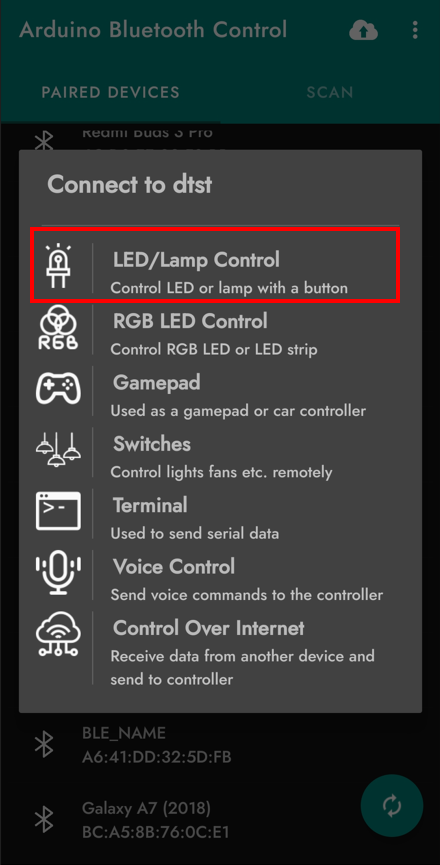 Arduino Bluetooth Control
PAIRED DEVICES
SCAN
Redmi Buds 3 Pro
Connect to dtst
LED/Lamp Control
Control LED or lamp with a button
RGB
RGB LED Control
Control RGB LED or LED strip
Gamepad
Used as a gamepad or car controller
Switches
Control lights fans etc. remotely
Terminal
Used to send serial data
Voice Control
Send voice commands to the controller
Control Over Internet
Receive data from another device and
send to controller
BLE_NAME
A6:41:DD:32:5D:FB
Galaxy A7 (2018)
BC:A5:8B:76:0C:E1